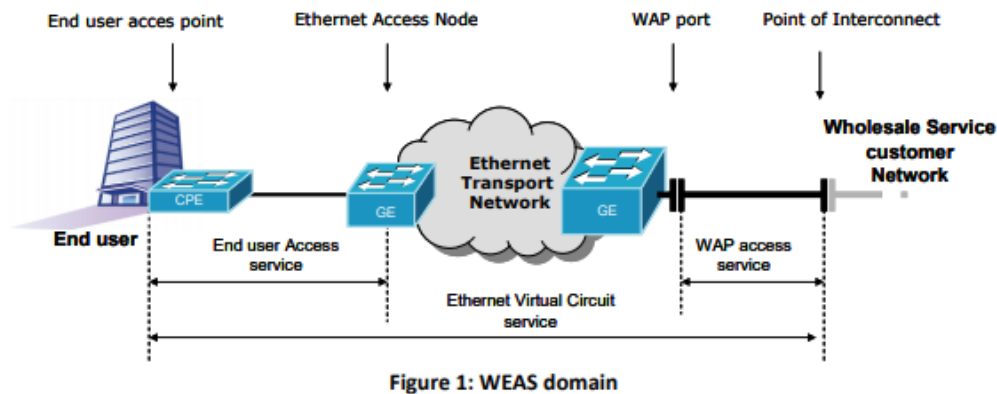 End user acces point
Ethernet Access Node
WAP port
Point of Interconnect
Wholesale Service
customer
Network
Ethernet
Transport
Network
CPE
GE
GE
End user
End user Access
service
WAP access
service
Ethernet Virtual Circuit
service
Figure 1: WEAS domain